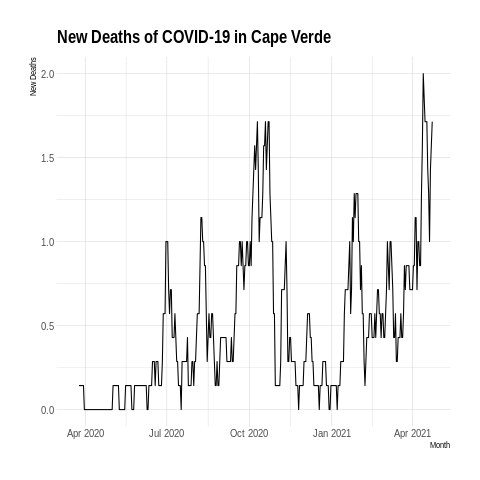 New Deaths of COVID-19 in Cape Verde
New Deaths
2.0
1.5
1.0
0.5
0.0
Apr 2020 Jul 2020 Oct 2020 Jan 2021 Apr 2021
Month